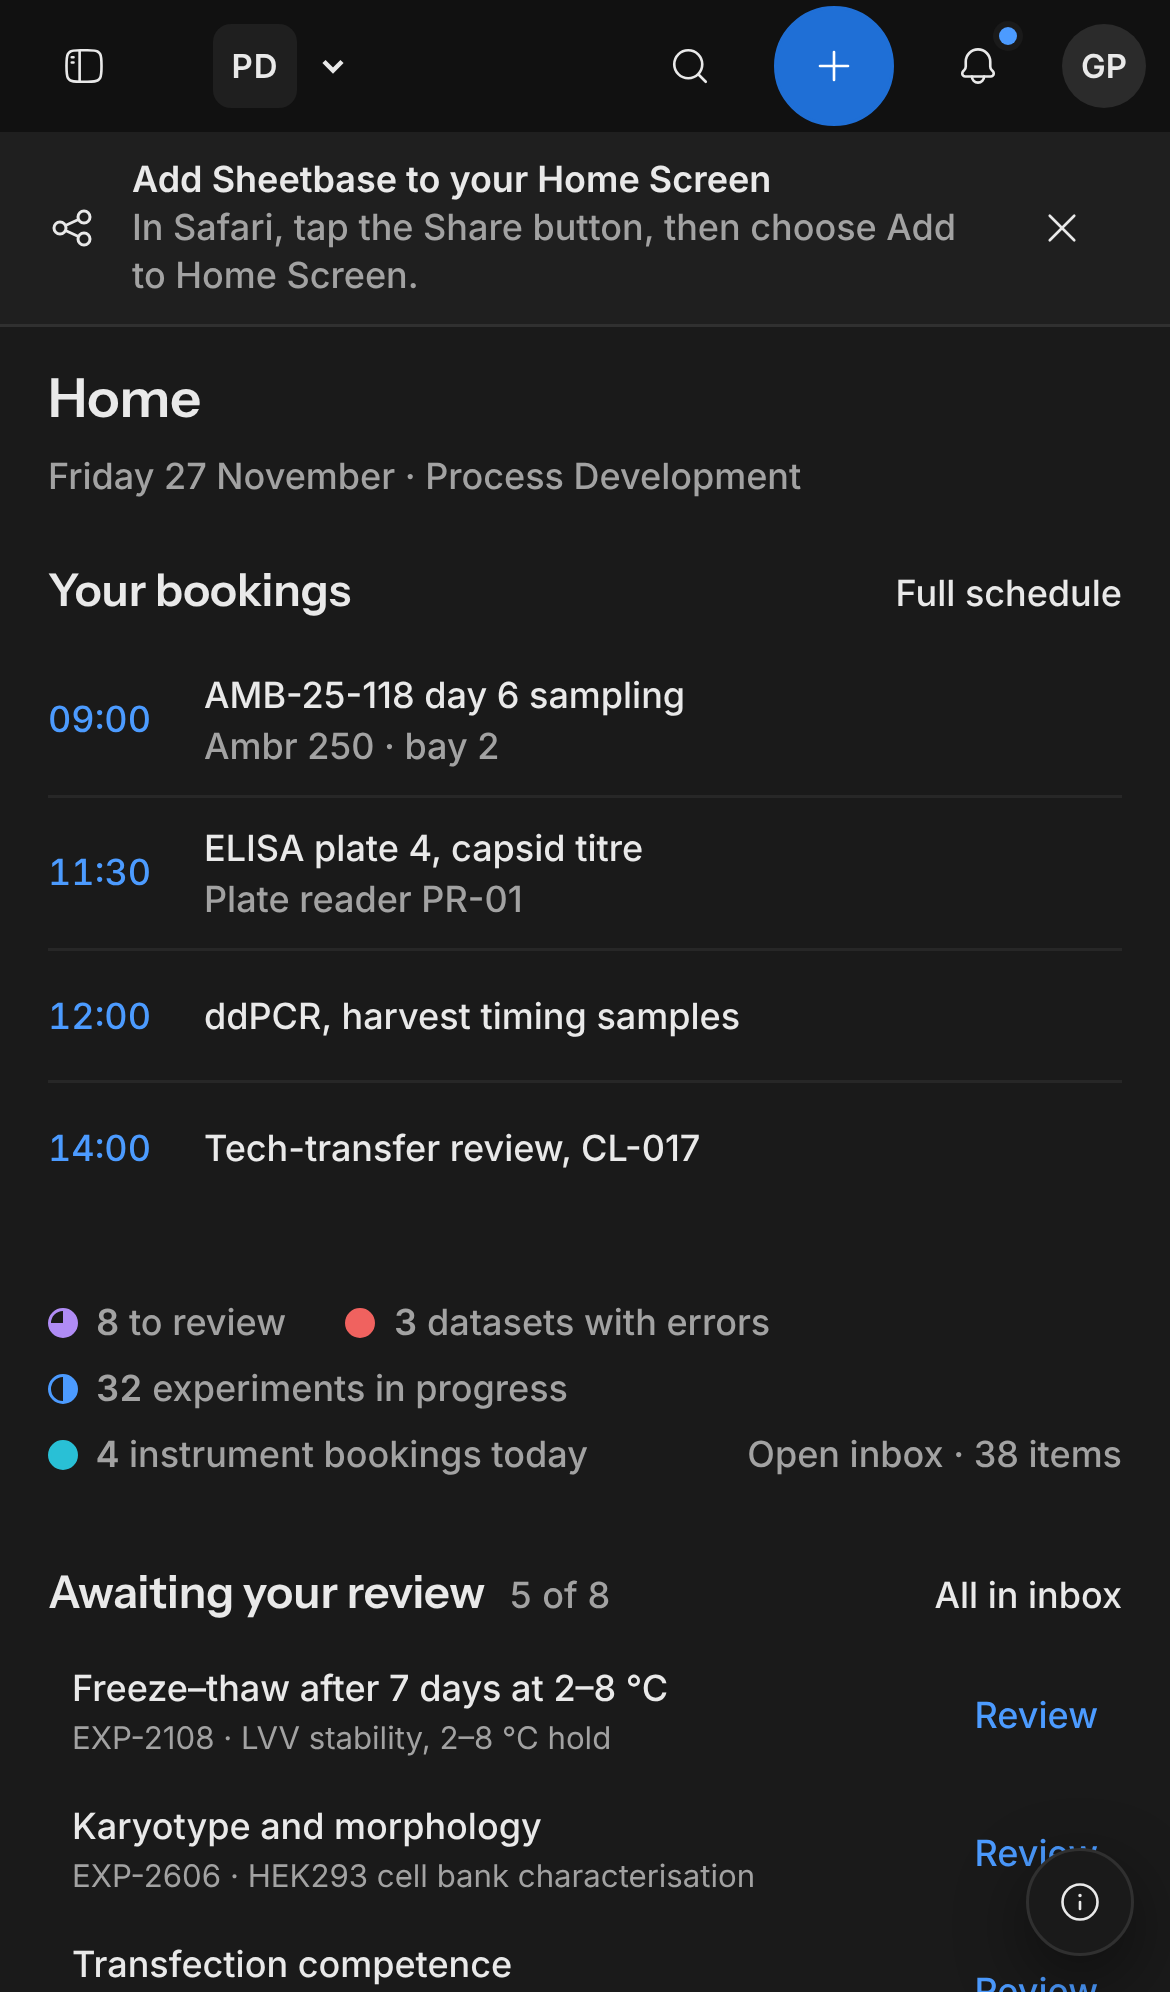 PD
GP
Add Sheetbase to your Home Screen
In Safari, tap the Share button, then choose Add
to Home Screen.
Home
Friday 27 November · Process Development
Your bookings
Full schedule
09:00
AMB-25-118 day 6 sampling
Ambr 250 · bay 2
11:30
ELISA plate 4, capsid titre
Plate reader PR-01
12:00
ddPCR, harvest timing samples
14:00
Tech-transfer review, CL-017
8 to review
3 datasets with errors
32 experiments in progress
4 instrument bookings today
Open inbox · 38 items
Awaiting your review 5 of 8
All in inbox
Freeze–thaw after 7 days at 2–8 °C
Review
EXP-2108 · LVV stability, 2–8 °C hold
Karyotype and morphology
Review
EXP-2606 · HEK293 cell bank characterisation
Transfection competence
Review